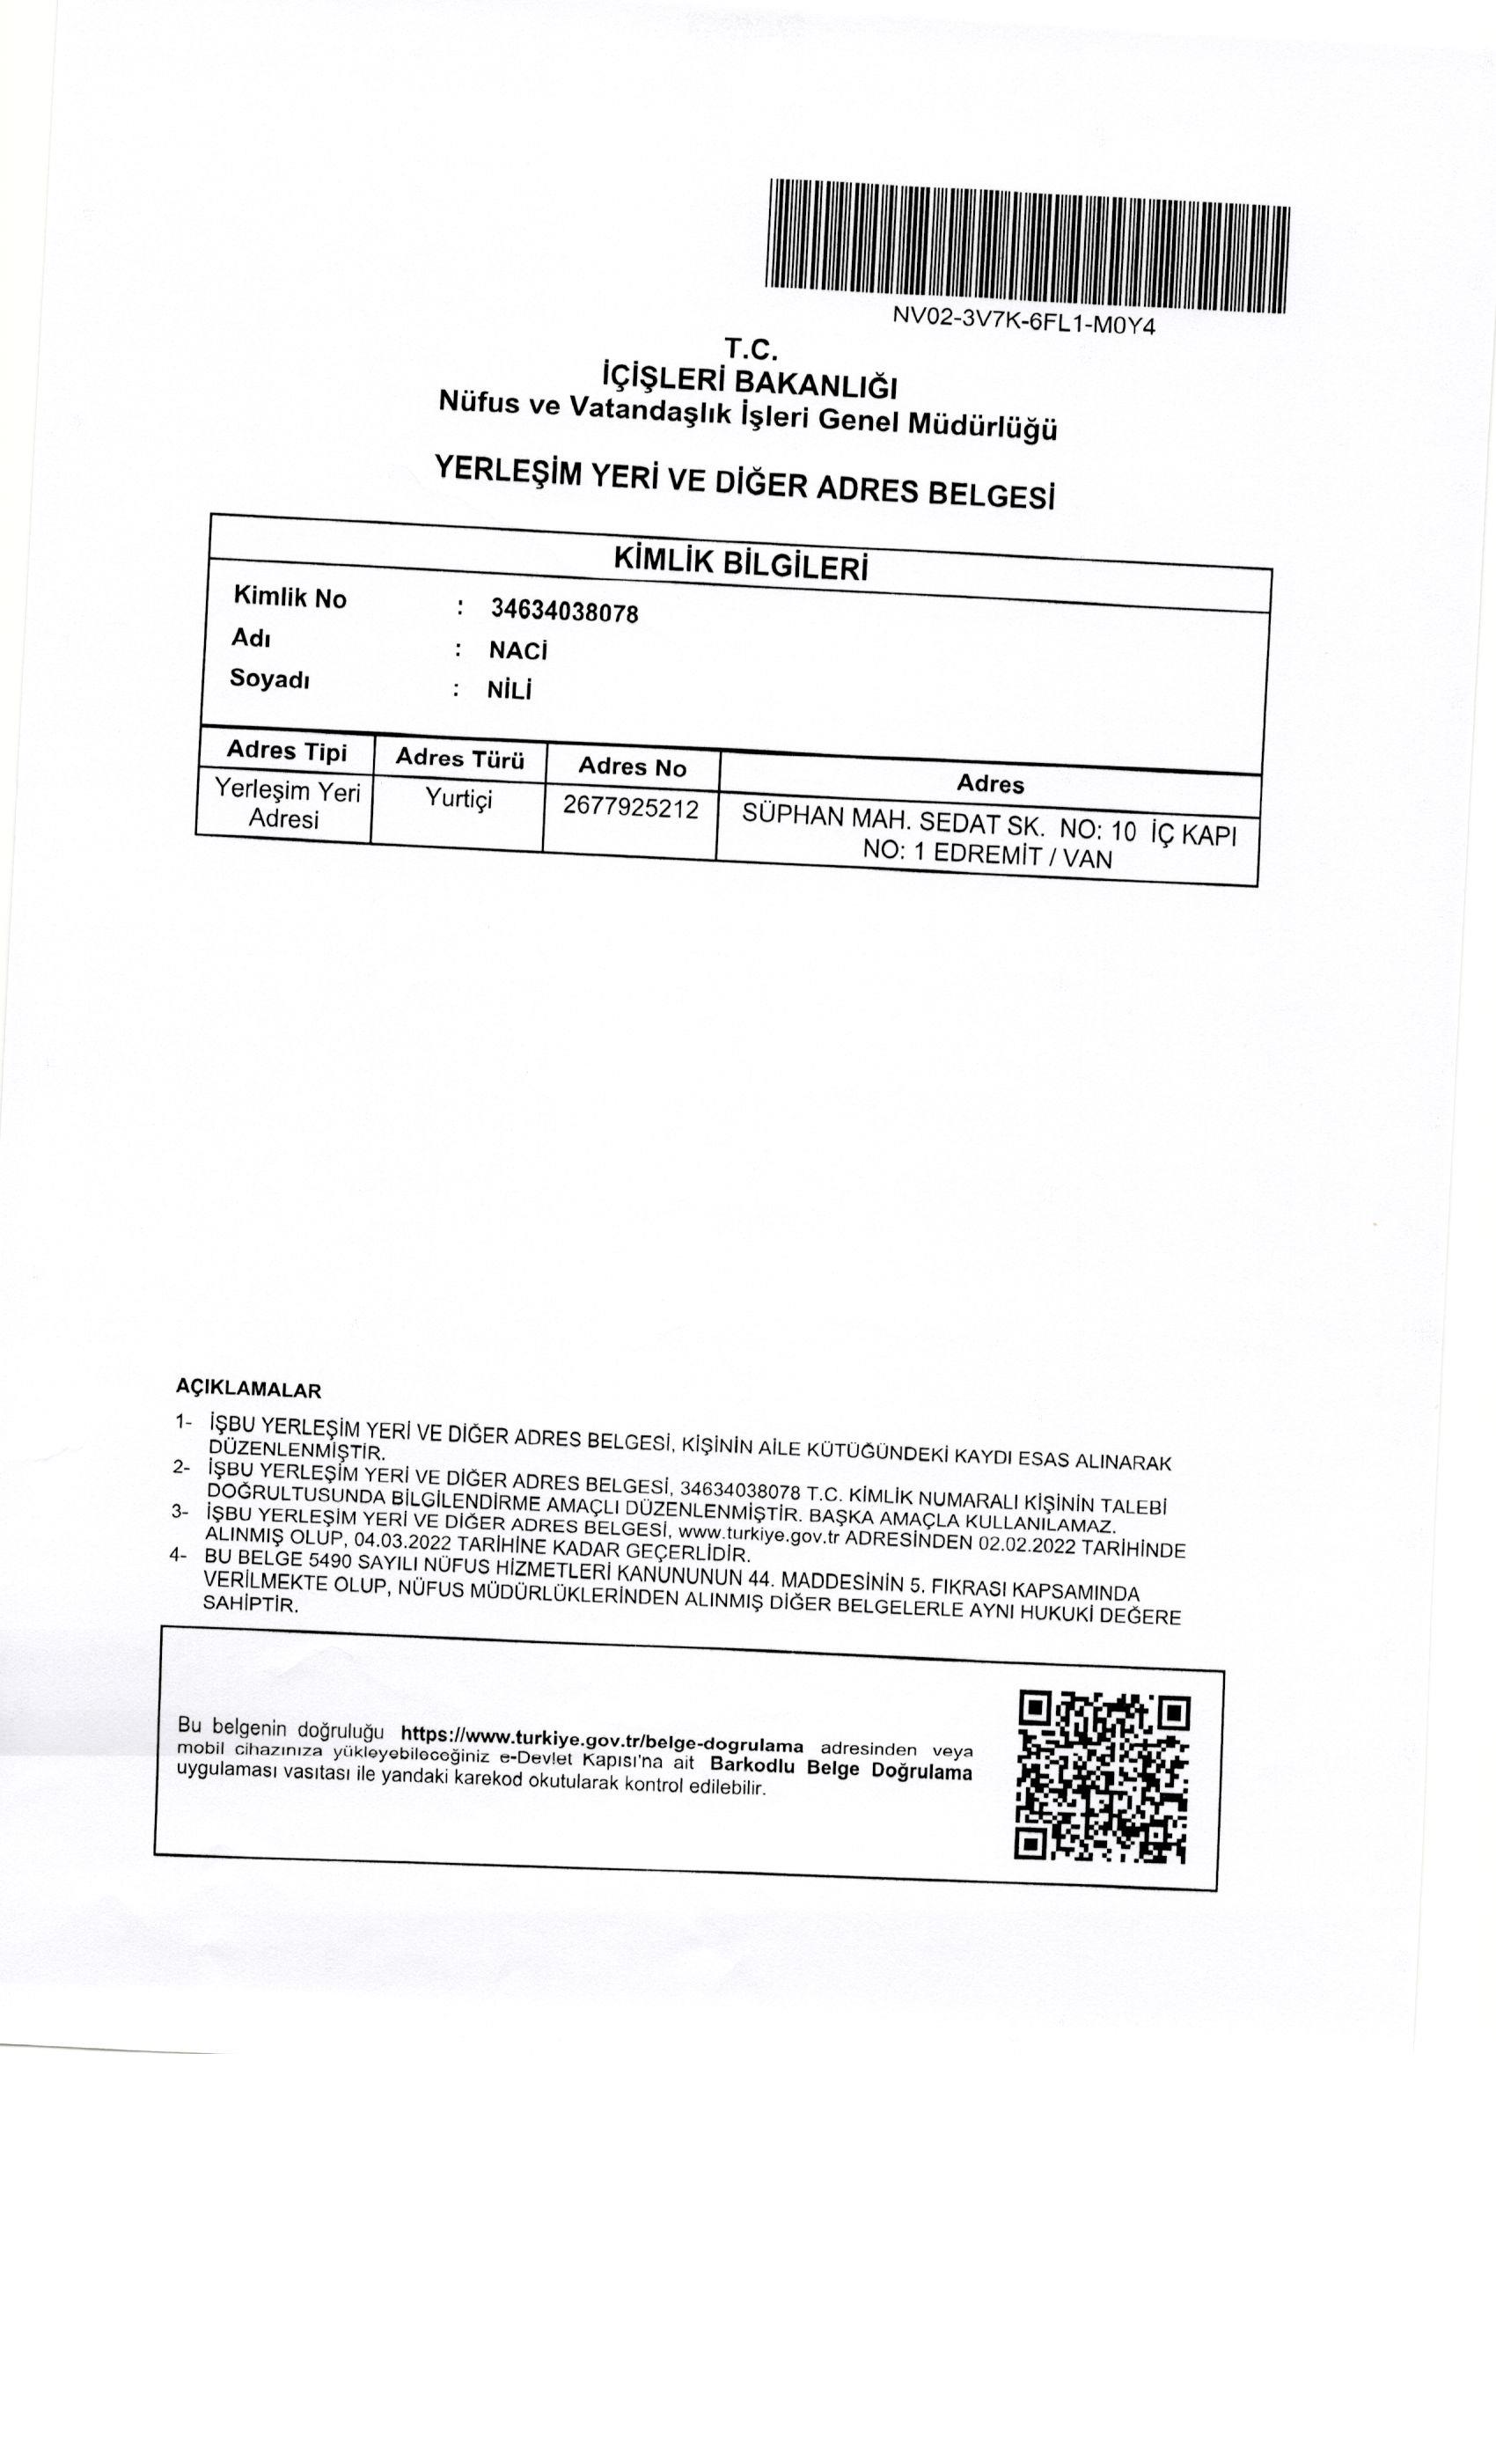 NV02-3V7K-6FL1-M0Y4
T.C.
İÇİŞLERİ BAKANLIĞI
Nüfus ve Vatandaşlık İşleri Genel Müdürlüğü
YERLEŞİM YERİ VE DİĞER ADRES BELGESİ
KİMLİK BİLGİLERİ
Kimlik No : 34634038078
Adı : NACİ
Soyadı : NİLİ
Adres Tipi Adres Türü Adres No Adres
Yerleşim Yeri Yurtiçi 2677925212 SÜPHAN MAH. SEDAT SK. NO: 10 İÇ KAPI
Adresi NO: 1 EDREMİT / VAN
AÇIKLAMALAR
1- İŞBU YERLEŞİM YERİ VE DİĞER ADRES BELGESİ, KİŞİNİN AİLE KÜTÜĞÜNDEKİ KAYDI ESAS ALINARAK
DÜZENLENMİŞTİR.
2- İŞBU YERLEŞİM YERİ VE DİĞER ADRES BELGESİ, 34634038078 T.C. KİMLİK NUMARALI KİŞİNİN TALEBİ
DOĞRULTUSUNDA BİLGİLENDİRME AMAÇLI DÜZENLENMİŞTİR. BAŞKA AMAÇLA KULLANILAMAZ.
3- İŞBU YERLEŞİM YERİ VE DİĞER ADRES BELGESİ, www.turkiye.gov.tr ADRESİNDEN 02.02.2022 TARİHİNDE
ALINMIŞ OLUP, 04.03.2022 TARİHİNE KADAR GEÇERLİDİR.
4- BU BELGE 5490 SAYILI NÜFUS HİZMETLERİ KANUNUNUN 44. MADDESİNİN 5. FIKRASI KAPSAMINDA
VERİLMEKTE OLUP, NÜFUS MÜDÜRLÜKLERİNDEN ALINMIŞ DİĞER BELGELERLE AYNI HUKUKİ DEĞERE
SAHİPTİR.
Bu belgenin doğruluğu https://www.turkiye.gov.tr/belge-dogrulama adresinden veya
mobil cihazınıza yükleyebileceğiniz e-Devlet Kapısı'na ait Barkodlu Belge Doğrulama
uygulaması vasıtası ile yandaki karekod okutularak kontrol edilebilir.